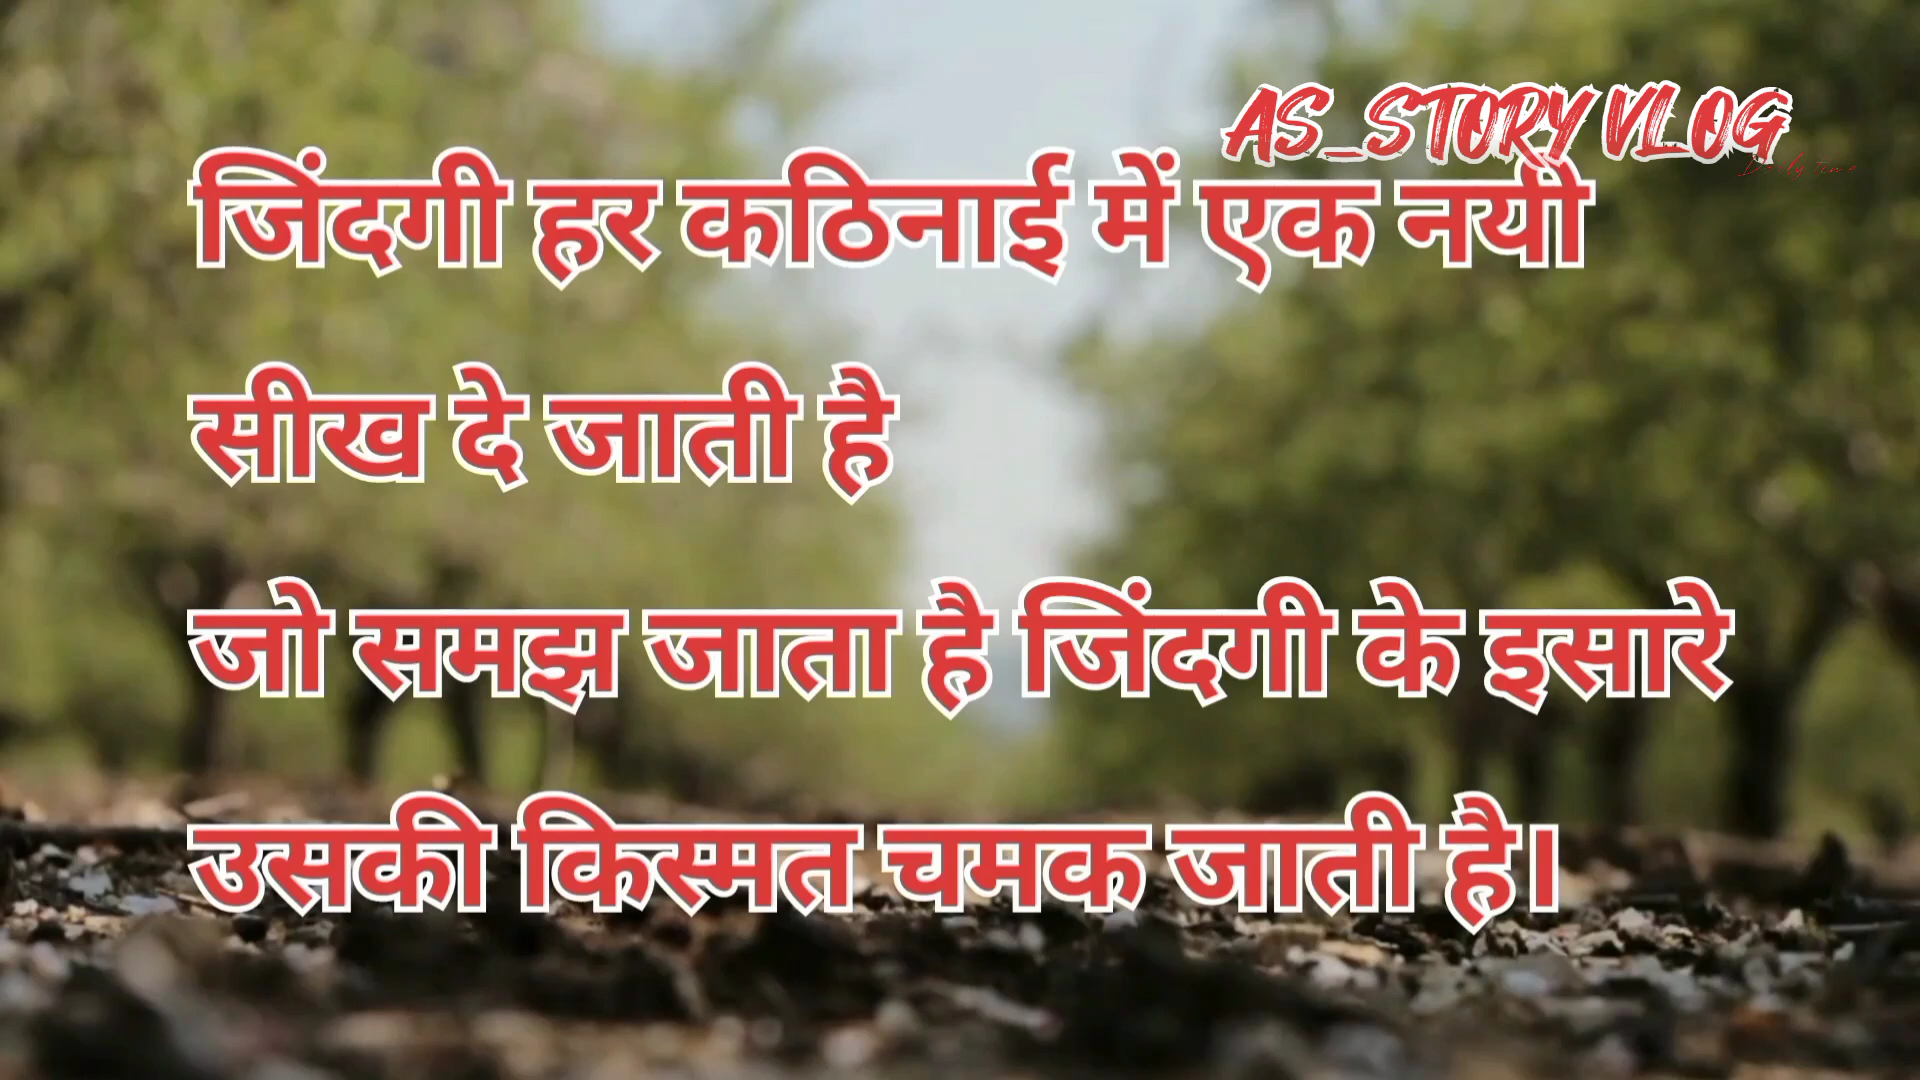 AS_STORY VLOG
जिंदगी हर कठिनाई में एक नयी
सीख दे जाती है
जो समझ जाता है जिंदगी के इसारे
उसकी किस्मत चमक जाती है।